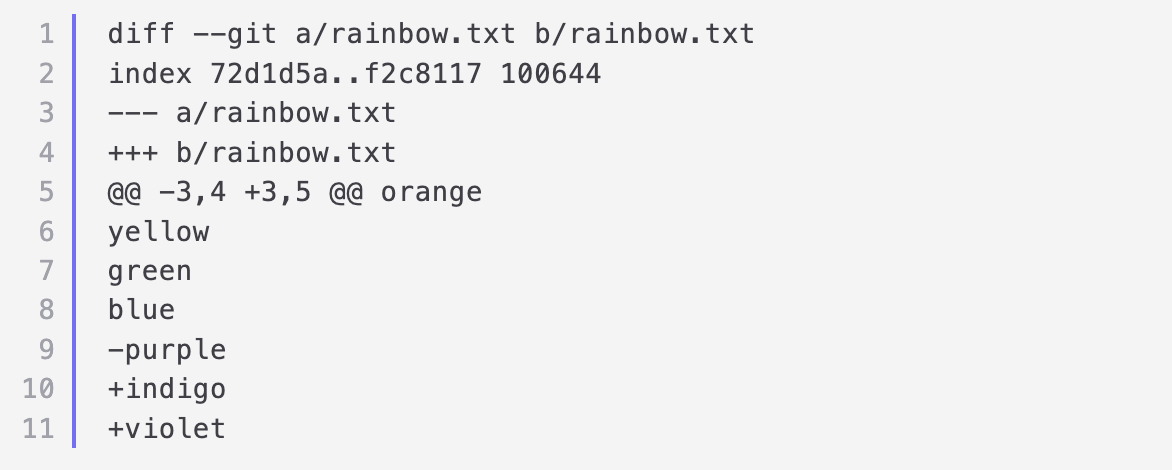 1 diff --git a/rainbow.txt b/rainbow.txt
2 index 72d1d5a..f2c8117 100644
3 --- a/rainbow.txt
4 +++ b/rainbow.txt
5 @@ -3,4 +3,5 @@ orange
6 yellow
7 green
8 blue
9 -purple
10 +indigo
11 +violet